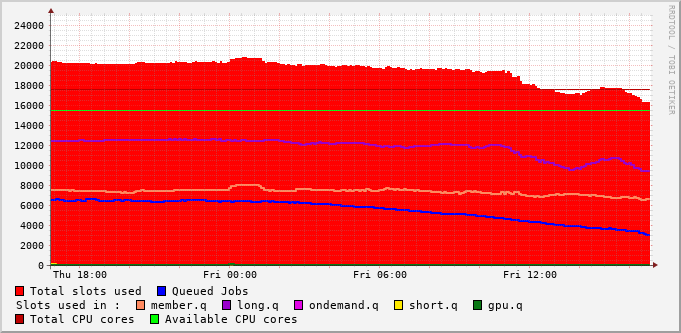 RRDTOOL / TOBI OETIKER
24000
22000
20000
18000
16000
14000
12000
10000
8000
6000
4000
2000
0
Thu 18:00 Fri 00:00 Fri 06:00 Fri 12:00
Total slots used Queued Jobs
Slots used in : member.q long.q ondemand.q short.q gpu.q
Total CPU cores Available CPU cores